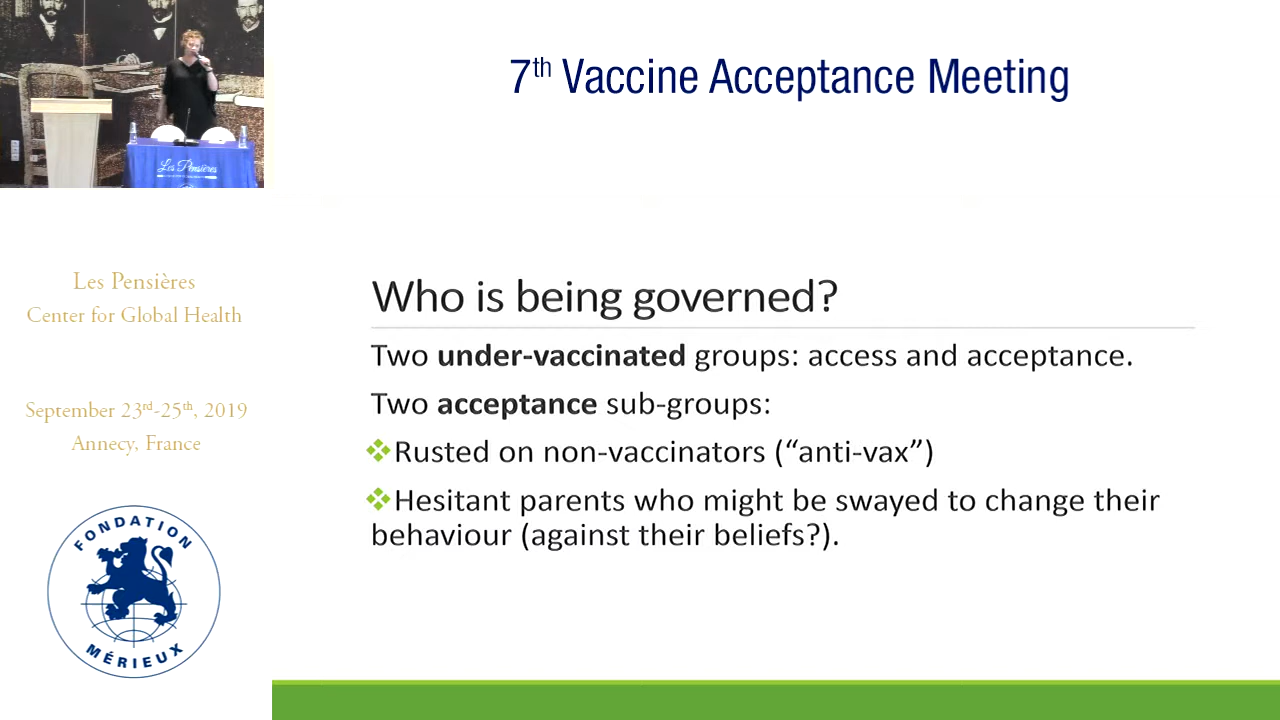 7th Vaccine Acceptance Meeting
Les Pensières
Les Pensières
Center for Global Health
September 23rd-25th, 2019
Annecy, France
FONDATION
MÉRIEUX
Who is being governed?
Two under-vaccinated groups: access and acceptance.
Two acceptance sub-groups:
❖Rusted on non-vaccinators (“anti-vax”)
❖Hesitant parents who might be swayed to change their
behaviour (against their beliefs?).